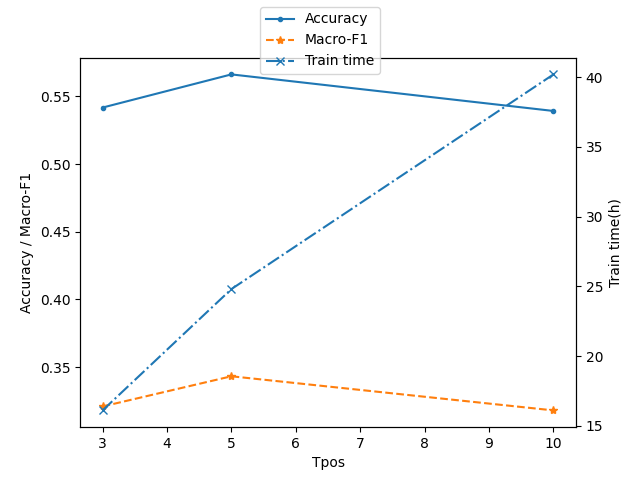 Accuracy
Macro-F1
Train time
0.55
0.50
0.45
0.40
0.35
Accuracy / Macro-F1
40
35
30
25
20
15
Train time(h)
3 4 5 6 7 8 9 10
Tpos